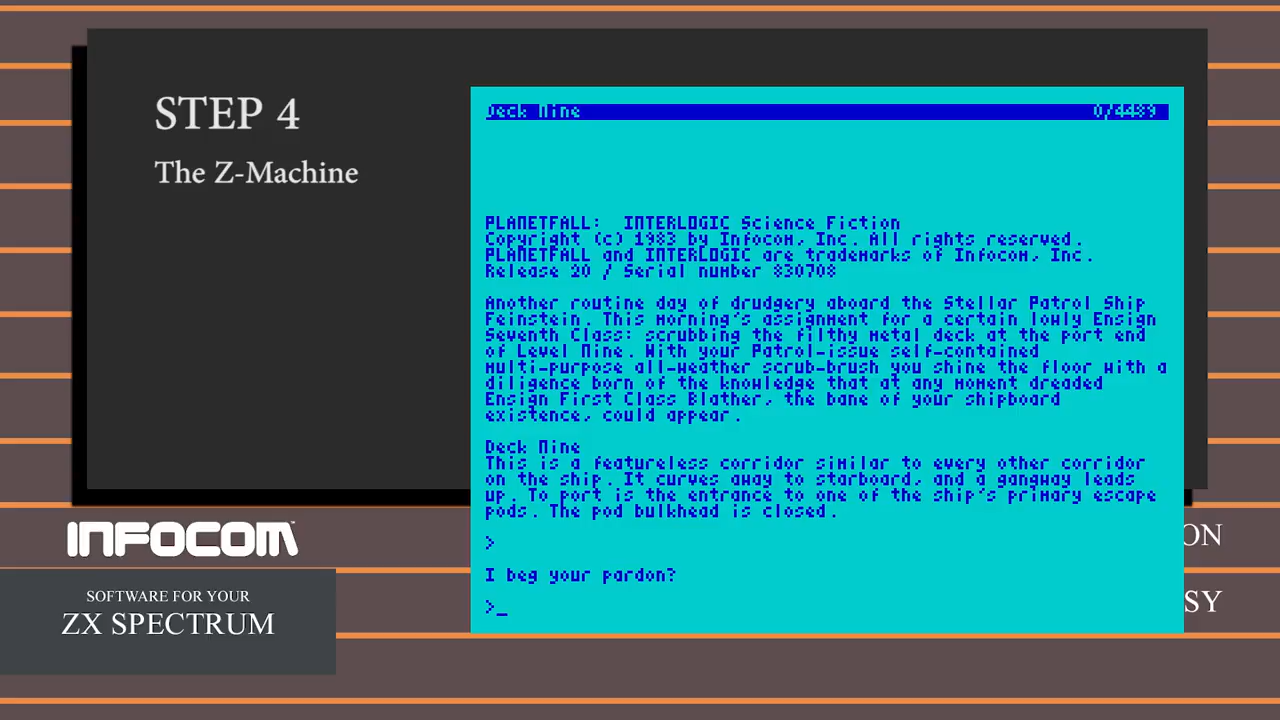 STEP 4
The Z-Machine
Deck Nine 0/4489
PLANETFALL: INTERLOGIC Science Fiction
Copyright (c) 1983 by Infocom, Inc. All rights reserved.
PLANETFALL and INTERLOGIC are trademarks of Infocom, Inc.
Release 20 / Serial number 830708
Another routine day of drudgery aboard the Stellar Patrol Ship
Feinstein. This morning's assignment for a certain lowly Ensign
Seventh Class: scrubbing the filthy metal deck at the port end
of Level Nine. With your Patrol-issue self-contained
multi-purpose all-weather scrub-brush you shine the floor with a
diligence born of the knowledge that at any moment dreaded
Ensign First Class Blather, the bane of your shipboard
existence, could appear.
Deck Nine
This is a featureless corridor similar to every other corridor
on the ship. It curves away to starboard, and a gangway leads
up. To port is the entrance to one of the ship's primary escape
pods. The pod bulkhead is closed.
>
I beg your pardon?
>_
INFOCOM™
SOFTWARE FOR YOUR
ZX SPECTRUM
ON
SY